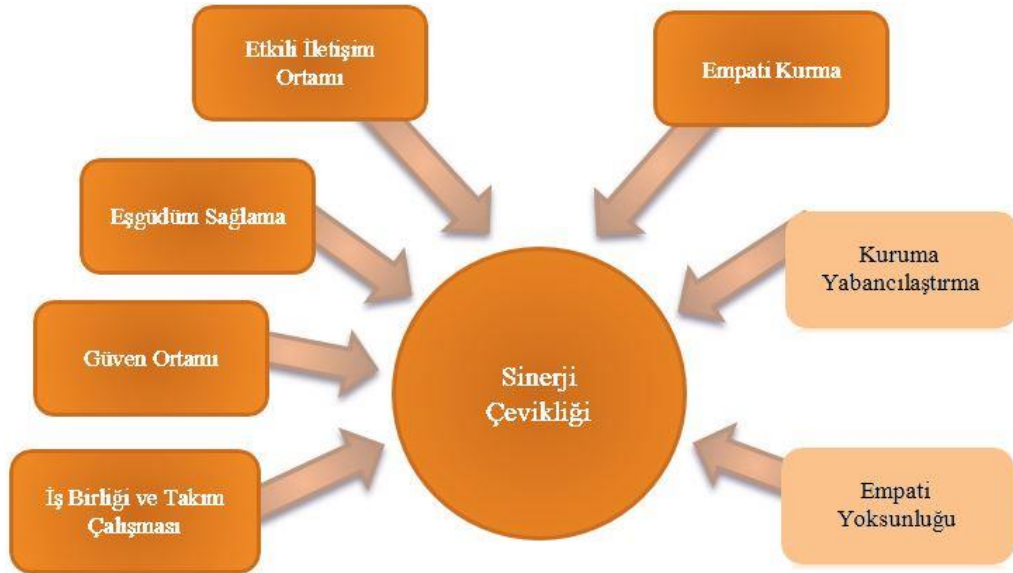 Etkili İletişim
Ortamı
Empati Kurma
Eşgüdüm Sağlama
Kuruma
Yabancılaştırma
Güven Ortamı
Sinerji
Çevikliği
İş Birliği ve Takım
Çalışması
Empati
Yoksunluğu